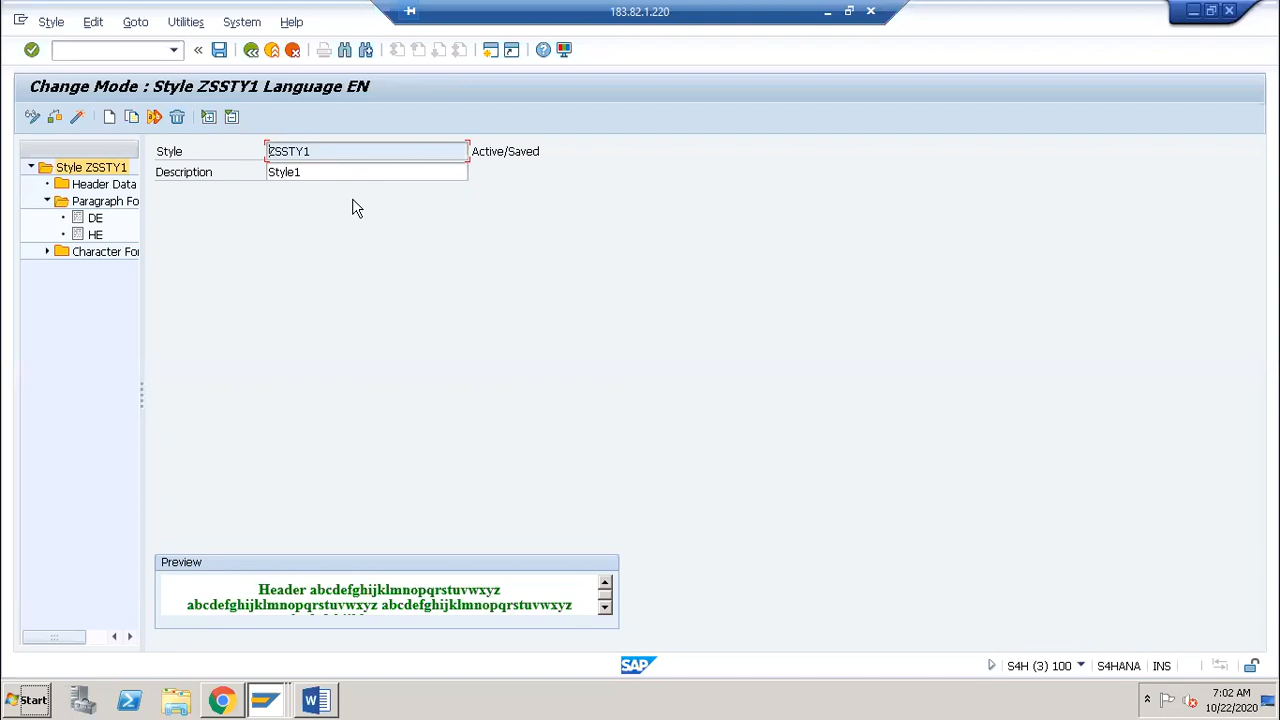 183.82.1.220
Style Edit Goto Utilities System Help
Change Mode : Style ZSSTY1 Language EN
Style ZSSTY1 Active/Saved
Description Style1
Style ZSSTY1
Header Data
Paragraph Fo
DE
HE
Character For
Preview
Header abcdefghijklmnopqrstuvwxyz
abcdefghijklmnopqrstuvwxyz abcdefghijklmnopqrstuvwxyz
SAP
S4H (3) 100 S4HANA INS
Start
7:02 AM
10/22/2020